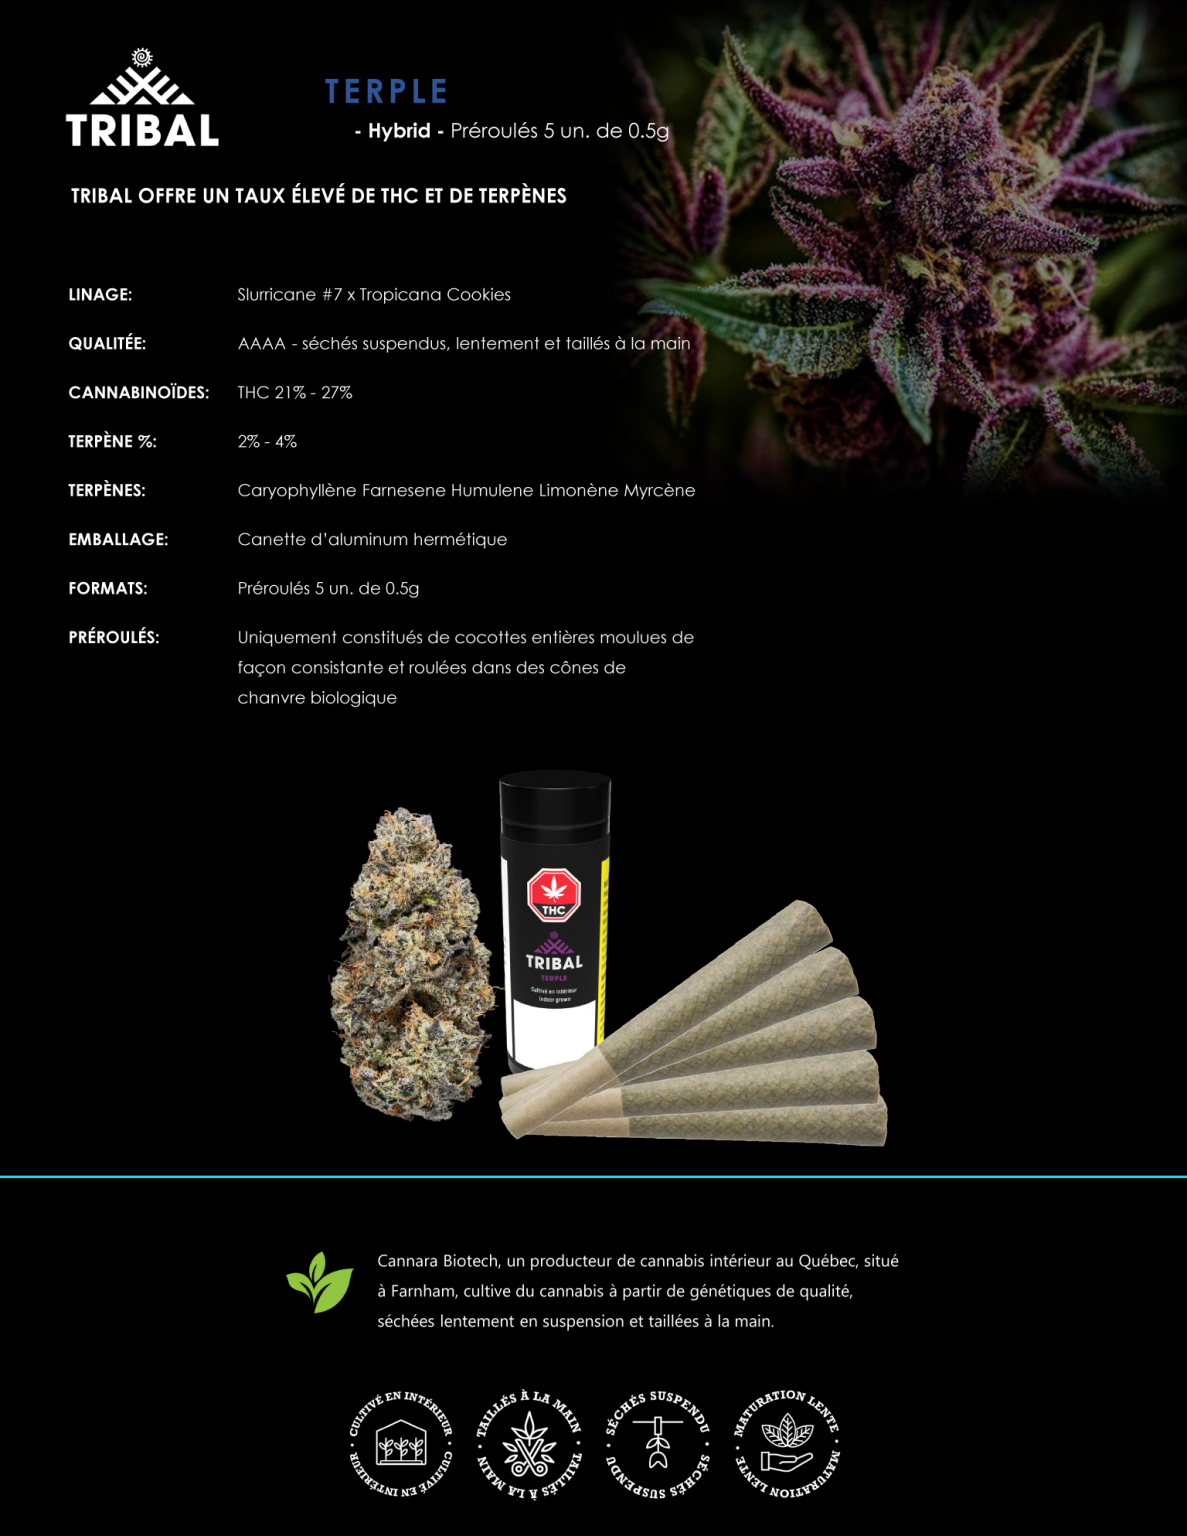 TRIBAL
TERPLE
- Hybrid - Préroulés 5 un. de 0.5g
TRIBAL OFFRE UN TAUX ÉLEVÉ DE THC ET DE TERPÈNES
LINAGE: Slurricane #7 x Tropicana Cookies
QUALITÉE: AAAA - séchés suspendus, lentement et taillés à la main
CANNABINOÏDES: THC 21% - 27%
TERPÈNE %: 2% - 4%
TERPÈNES: Caryophyllène Farnesene Humulene Limonène Myrcène
EMBALLAGE: Canette d’aluminum hermétique
FORMATS: Préroulés 5 un. de 0.5g
PRÉROULÉS: Uniquement constitués de cocottes entières moulues de
façon consistante et roulées dans des cônes de
chanvre biologique
THC
TRIBAL
TERPLE
Cultivé en intérieur
Indoor grown
Cannara Biotech, un producteur de cannabis intérieur au Québec, situé
à Farnham, cultive du cannabis à partir de génétiques de qualité,
séchées lentement en suspension et taillées à la main.
CULTIVÉ EN INTÉRIEUR • CULTIVÉ EN INTÉRIEUR •
TAILLÉS À LA MAIN • TAILLÉS À LA MAIN •
SÉCHÉS SUSPENDU • SÉCHÉS SUSPENDU •
MATURATION LENTE • MATURATION LENTE •